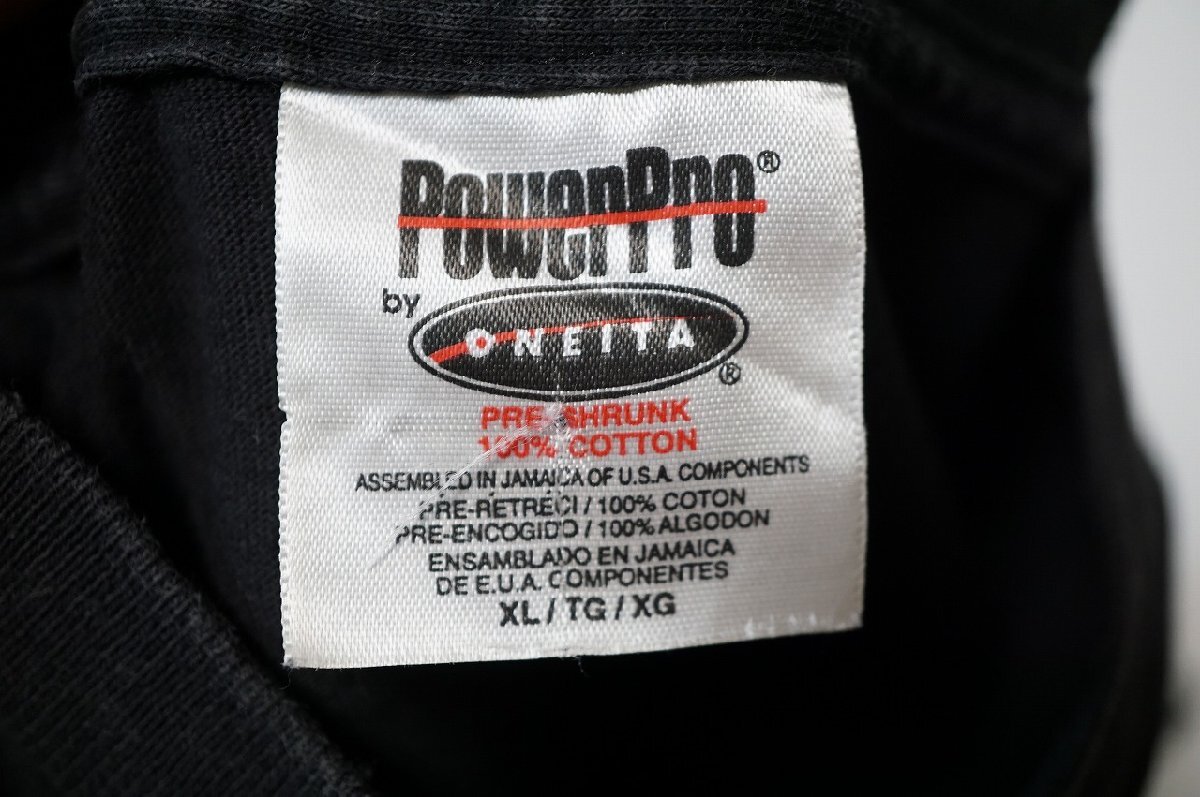 PowerPro®
by ONEITA®
PRE-SHRUNK
100% COTTON
ASSEMBLED IN JAMAICA OF U.S.A. COMPONENTS
PRE-RETRECI / 100% COTON
PRE-ENCOGIDO / 100% ALGODON
ENSAMBLADO EN JAMAICA
DE E.U.A. COMPONENTES
XL / TG / XG